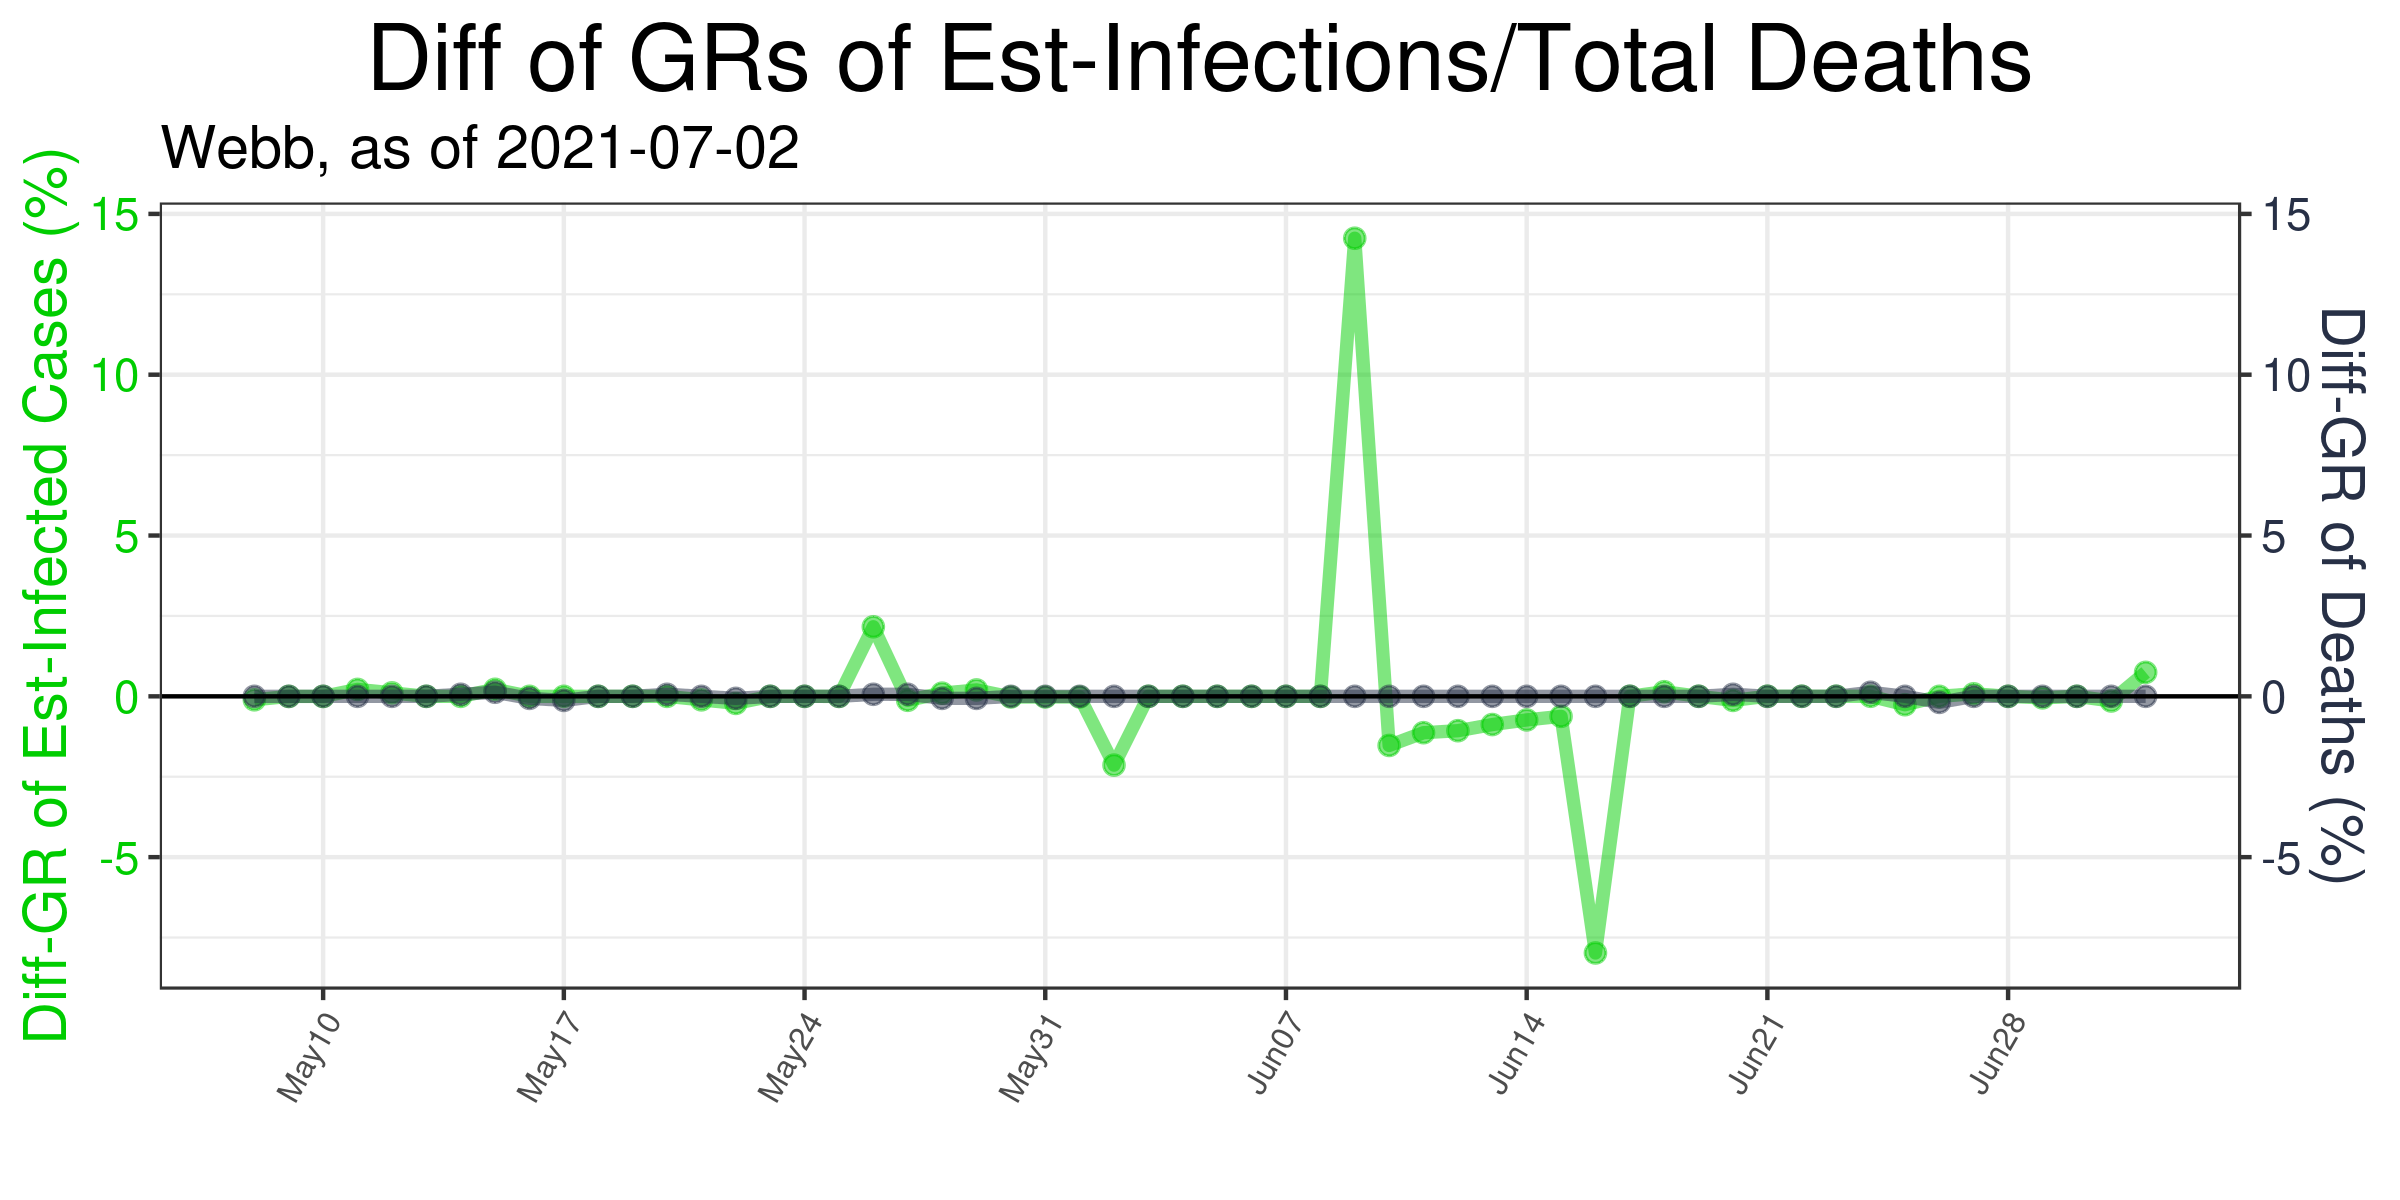 Diff of GRs of Est-Infections/Total Deaths
Webb, as of 2021-07-02
Diff-GR of Est-Infected Cases (%)
15
10
5
0
-5
15
10
5
0
-5
Diff-GR of Deaths (%)
May10
May17
May24
May31
Jun07
Jun14
Jun21
Jun28